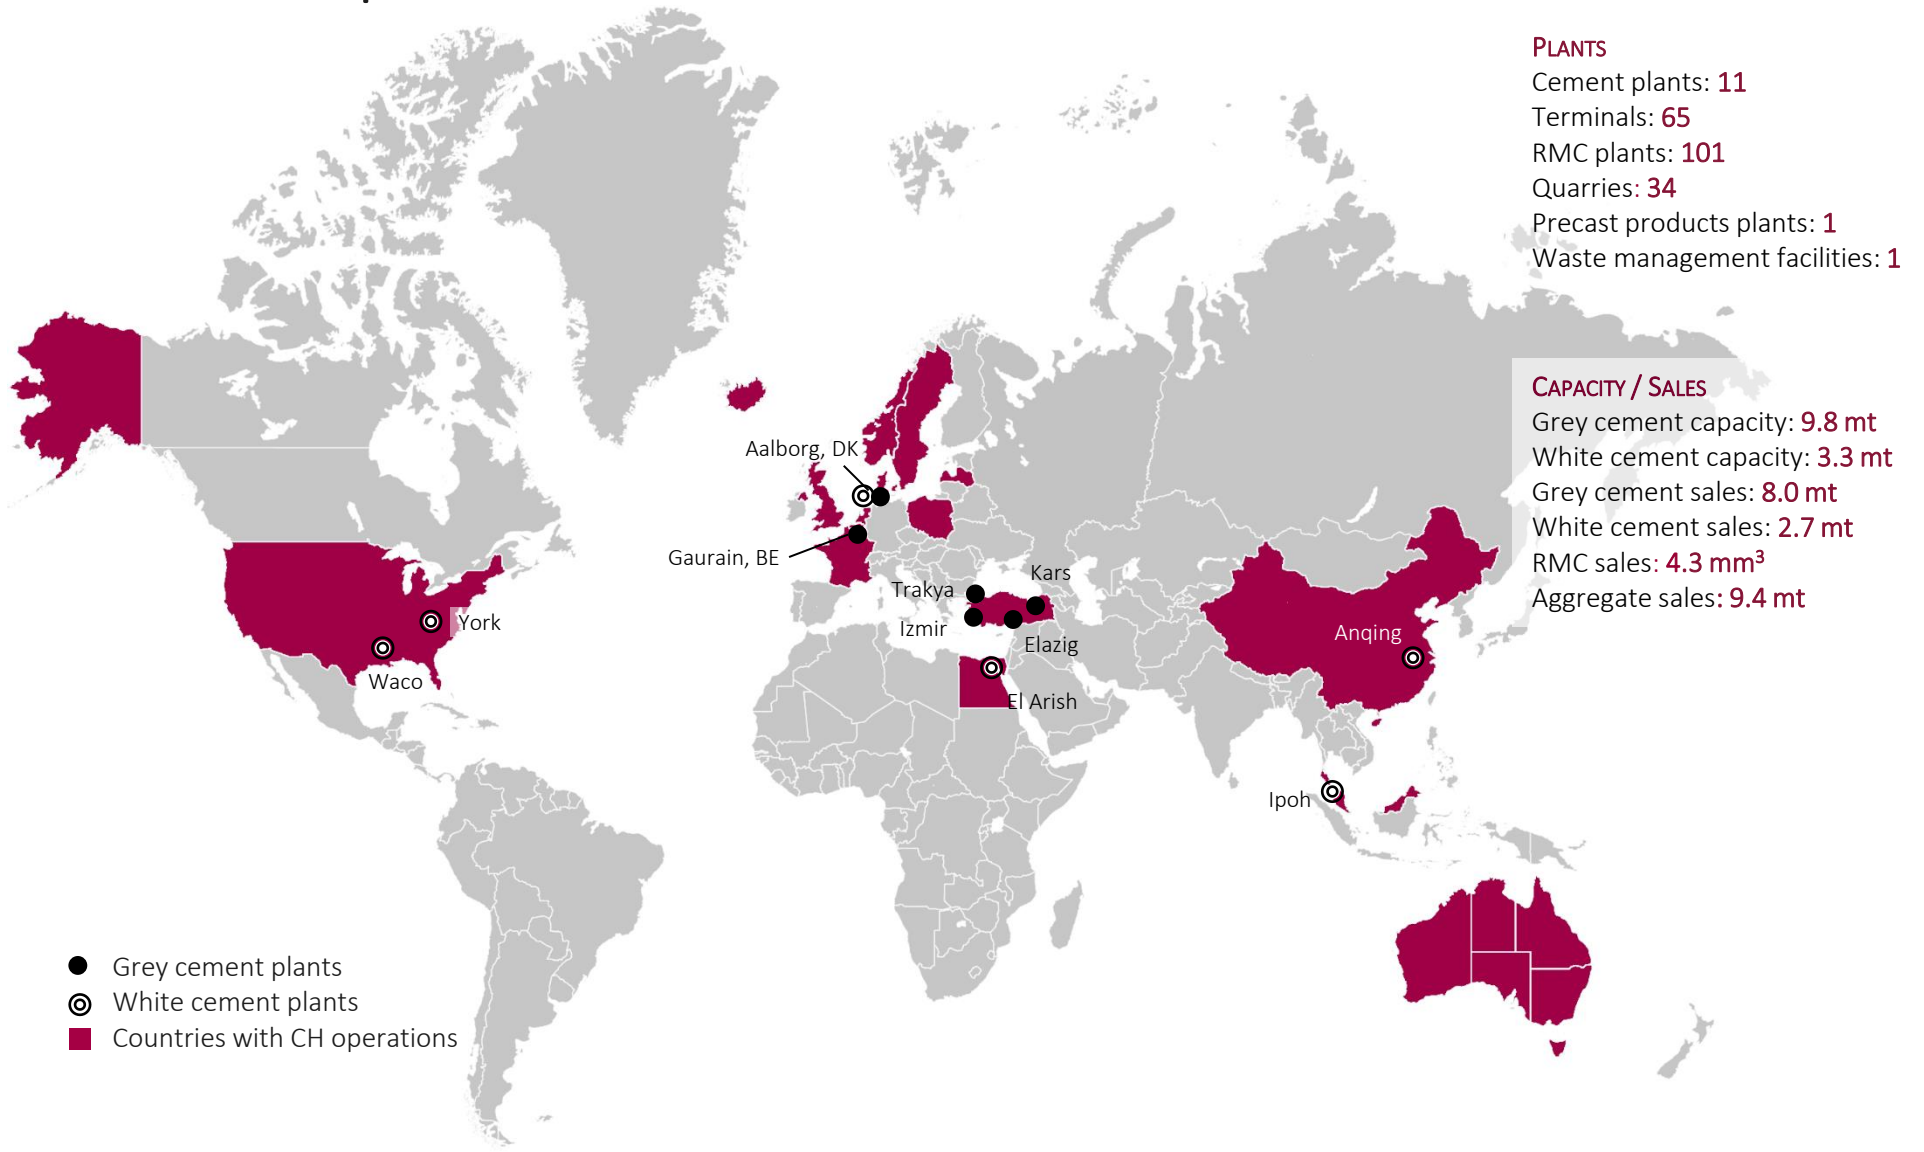 PLANTS
Cement plants: 11
Terminals: 65
RMC plants: 101
Quarries: 34
Precast products plants: 1
Waste management facilities: 1
CAPACITY / SALES
Grey cement capacity: 9.8 mt
White cement capacity: 3.3 mt
Grey cement sales: 8.0 mt
White cement sales: 2.7 mt
RMC sales: 4.3 mm³
Aggregate sales: 9.4 mt
Aalborg, DK
Gaurain, BE
Kars
Trakya
Izmir
Elazig
El Arish
York
Waco
Anqing
Ipoh
Grey cement plants
White cement plants
Countries with CH operations